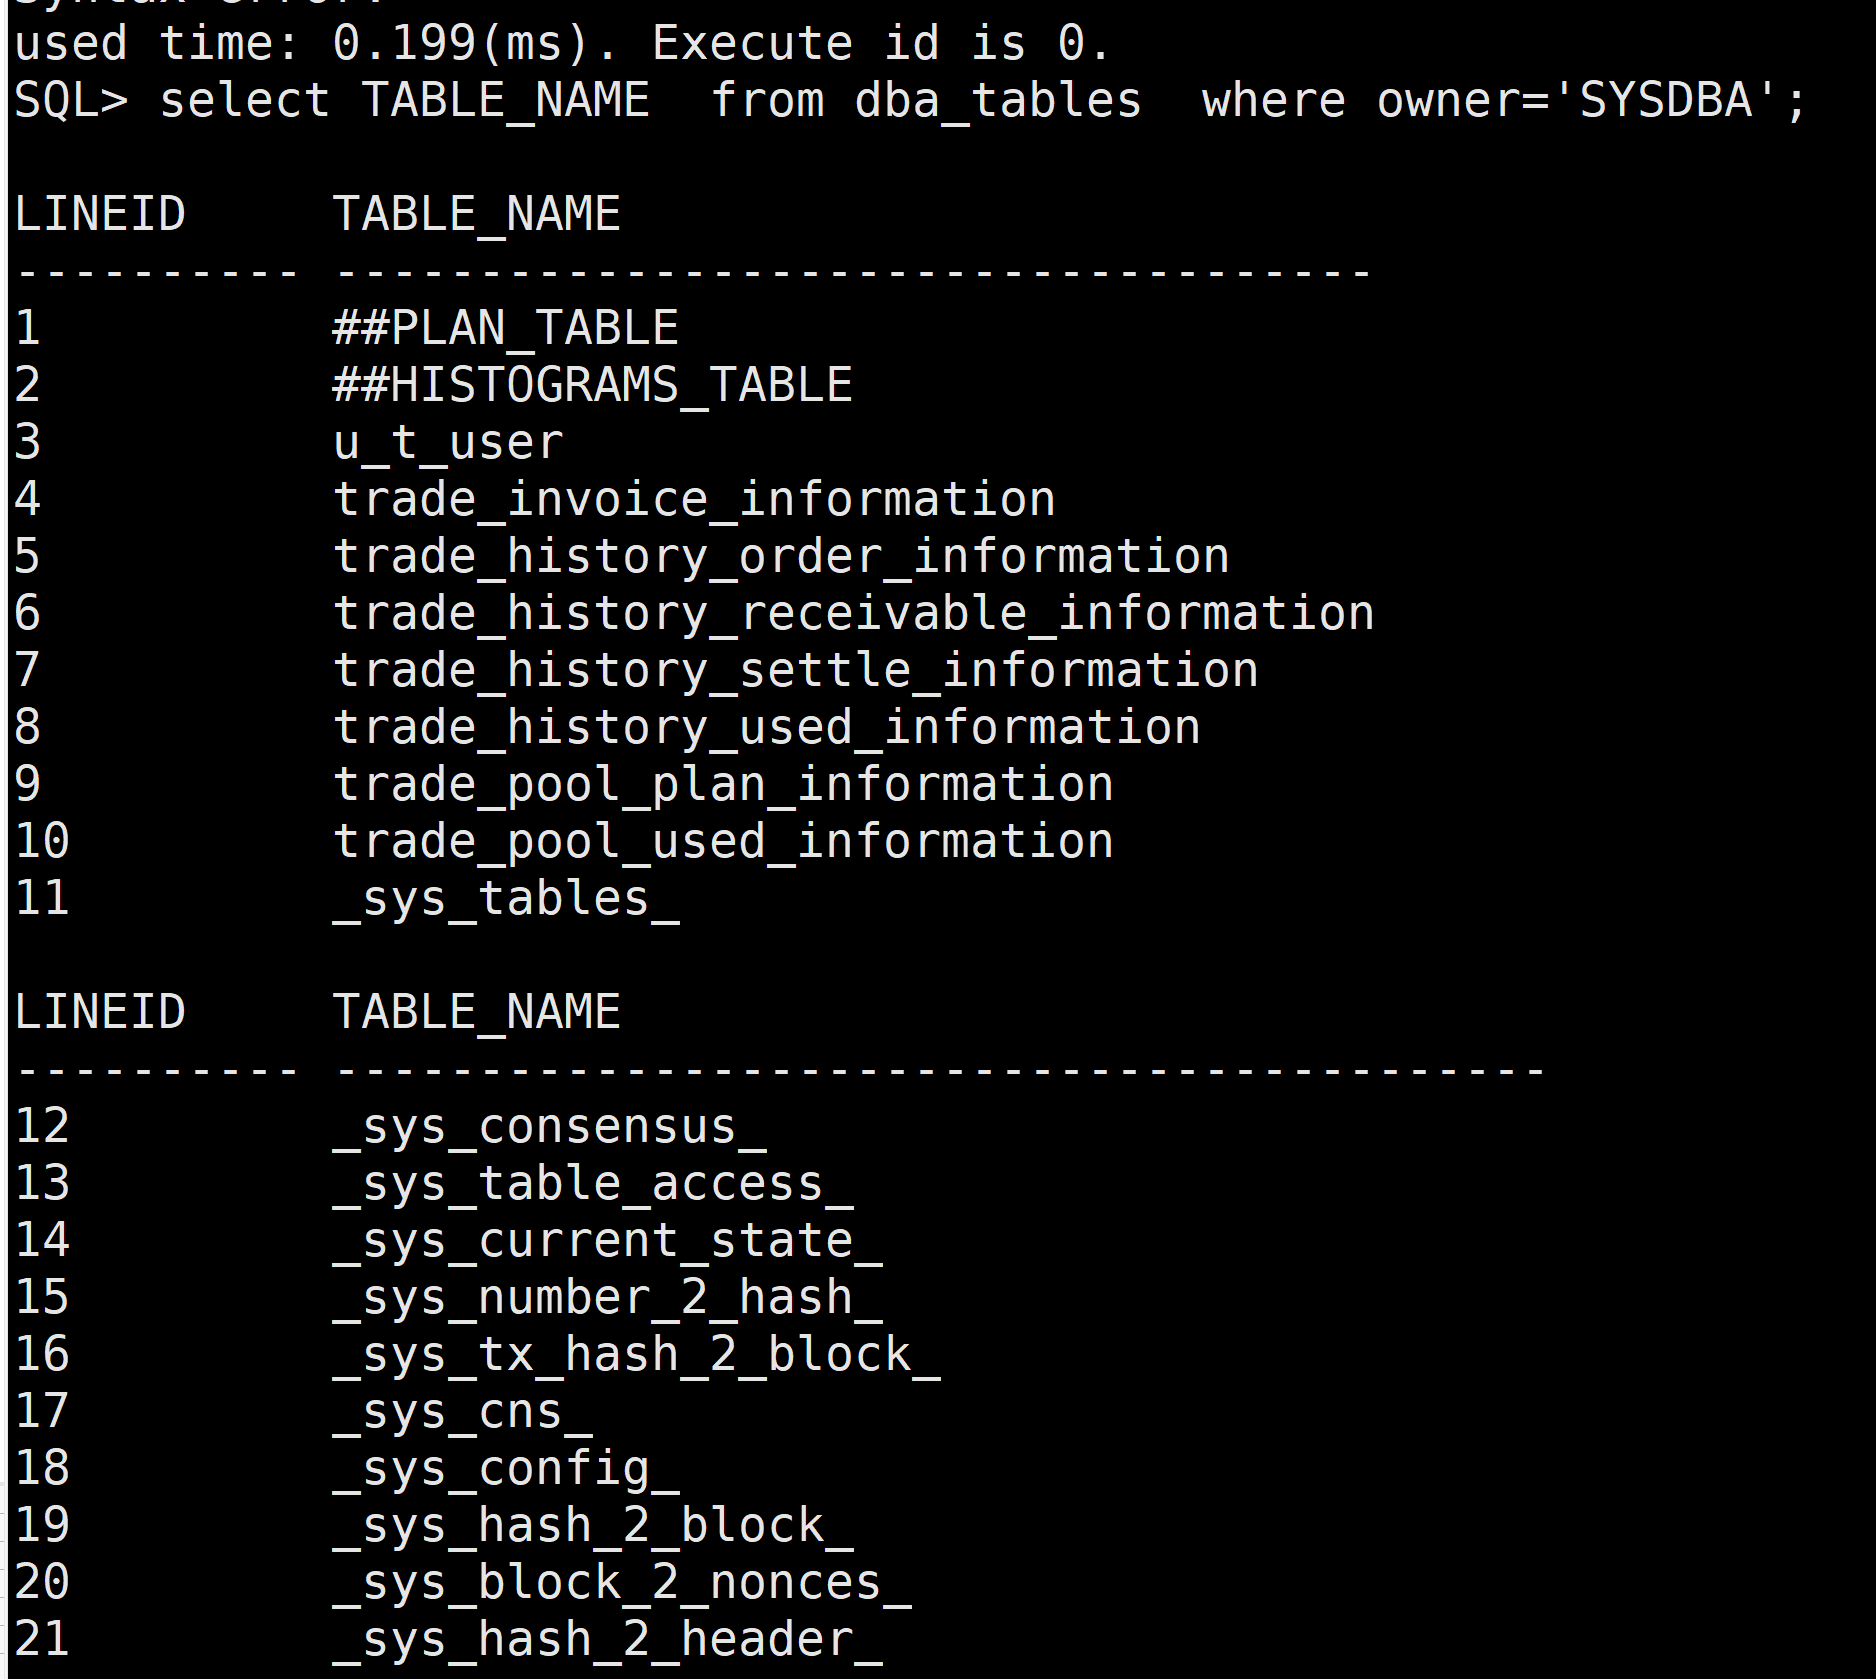 used time: 0.199(ms). Execute id is 0.
SQL> select TABLE_NAME  from dba_tables  where owner='SYSDBA';
LINEID     TABLE_NAME
---------- ------------------------------------
1          ##PLAN_TABLE
2          ##HISTOGRAMS_TABLE
3          u_t_user
4          trade_invoice_information
5          trade_history_order_information
6          trade_history_receivable_information
7          trade_history_settle_information
8          trade_history_used_information
9          trade_pool_plan_information
10         trade_pool_used_information
11         _sys_tables_
LINEID     TABLE_NAME
---------- ------------------------------------------
12         _sys_consensus_
13         _sys_table_access_
14         _sys_current_state_
15         _sys_number_2_hash_
16         _sys_tx_hash_2_block_
17         _sys_cns_
18         _sys_config_
19         _sys_hash_2_block_
20         _sys_block_2_nonces_
21         _sys_hash_2_header_